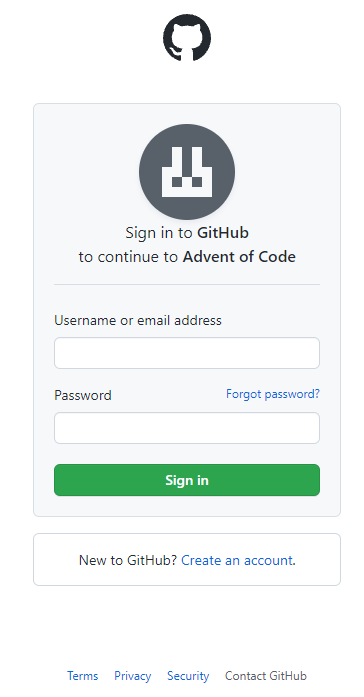 Sign in to GitHub
to continue to Advent of Code
Username or email address
Password Forgot password?
Sign in
New to GitHub? Create an account.
Terms Privacy Security Contact GitHub